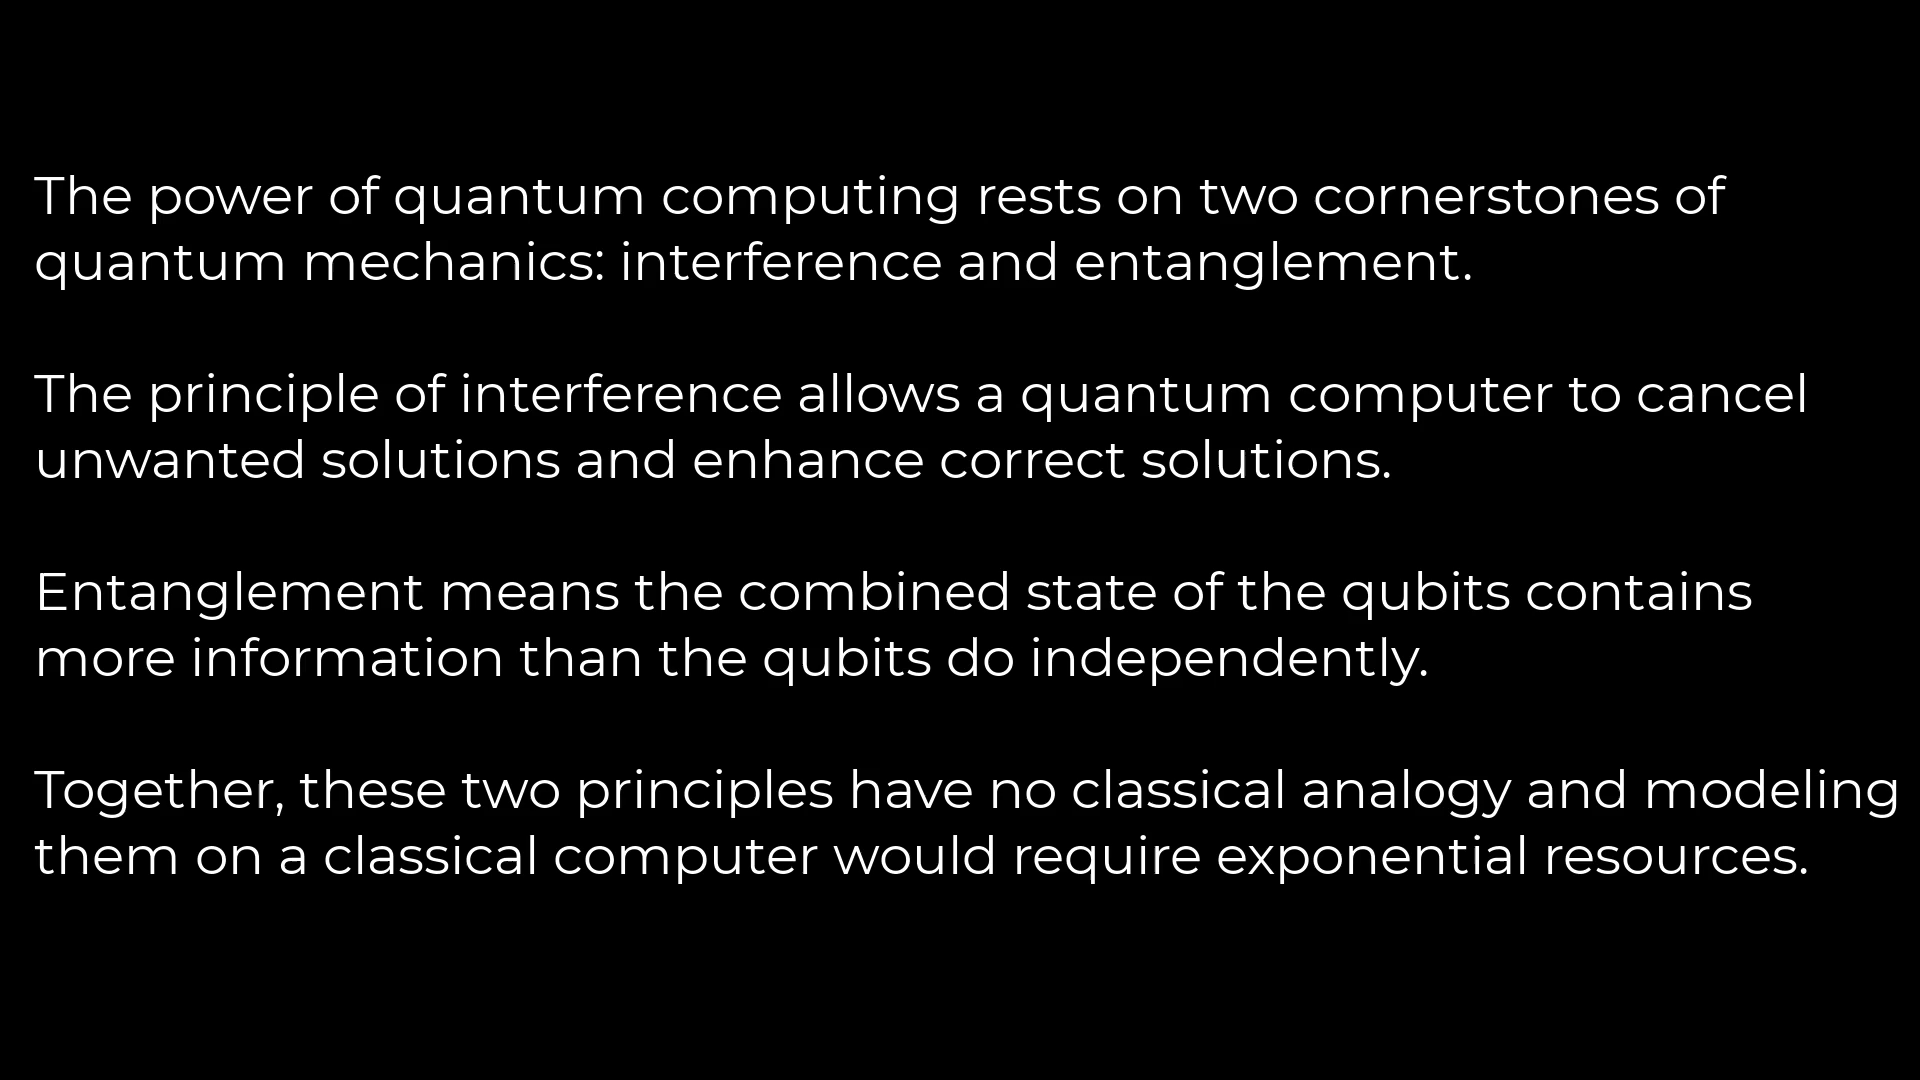 The power of quantum computing rests on two cornerstones of
quantum mechanics: interference and entanglement.
The principle of interference allows a quantum computer to cancel
unwanted solutions and enhance correct solutions.
Entanglement means the combined state of the qubits contains
more information than the qubits do independently.
Together, these two principles have no classical analogy and modeling
them on a classical computer would require exponential resources.